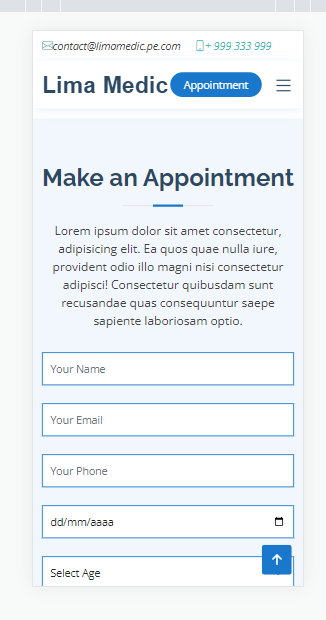 contact@limamedic.pe.com + 999 333 999
Lima Medic Appointment
Make an Appointment
Lorem ipsum dolor sit amet consectetur,
adipisicing elit. Ea quos quae nulla iure,
provident odio illo magni nisi consectetur
adipisci! Consectetur quibusdam sunt
recusandae quas consequuntur saepe
sapiente laboriosam optio.
Your Name
Your Email
Your Phone
dd/mm/aaaa
Select Age